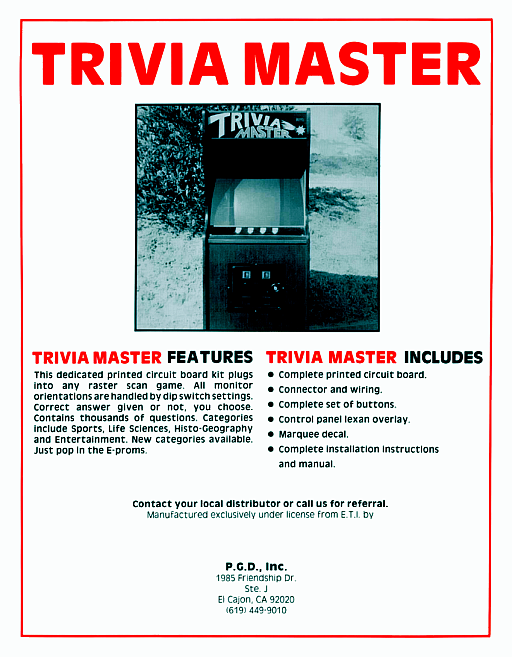 TRIVIA MASTER
TRIVIA
MASTER
TRIVIA MASTER FEATURES
This dedicated printed circuit board kit plugs
into any raster scan game. All monitor
orientations are handled by dip switch settings.
Correct answer given or not, you choose.
Contains thousands of questions. Categories
include Sports, Life Sciences, Histo-Geography
and Entertainment. New categories available.
Just pop in the E-proms.
TRIVIA MASTER INCLUDES
● Complete printed circuit board.
● Connector and wiring.
● Complete set of buttons.
● Control panel lexan overlay.
● Marquee decal.
● Complete installation instructions
and manual.
Contact your local distributor or call us for referral.
Manufactured exclusively under license from E.T.I. by
P.G.D., Inc.
1985 Friendship Dr.
Ste. J
El Cajon, CA 92020
(619) 449-9010